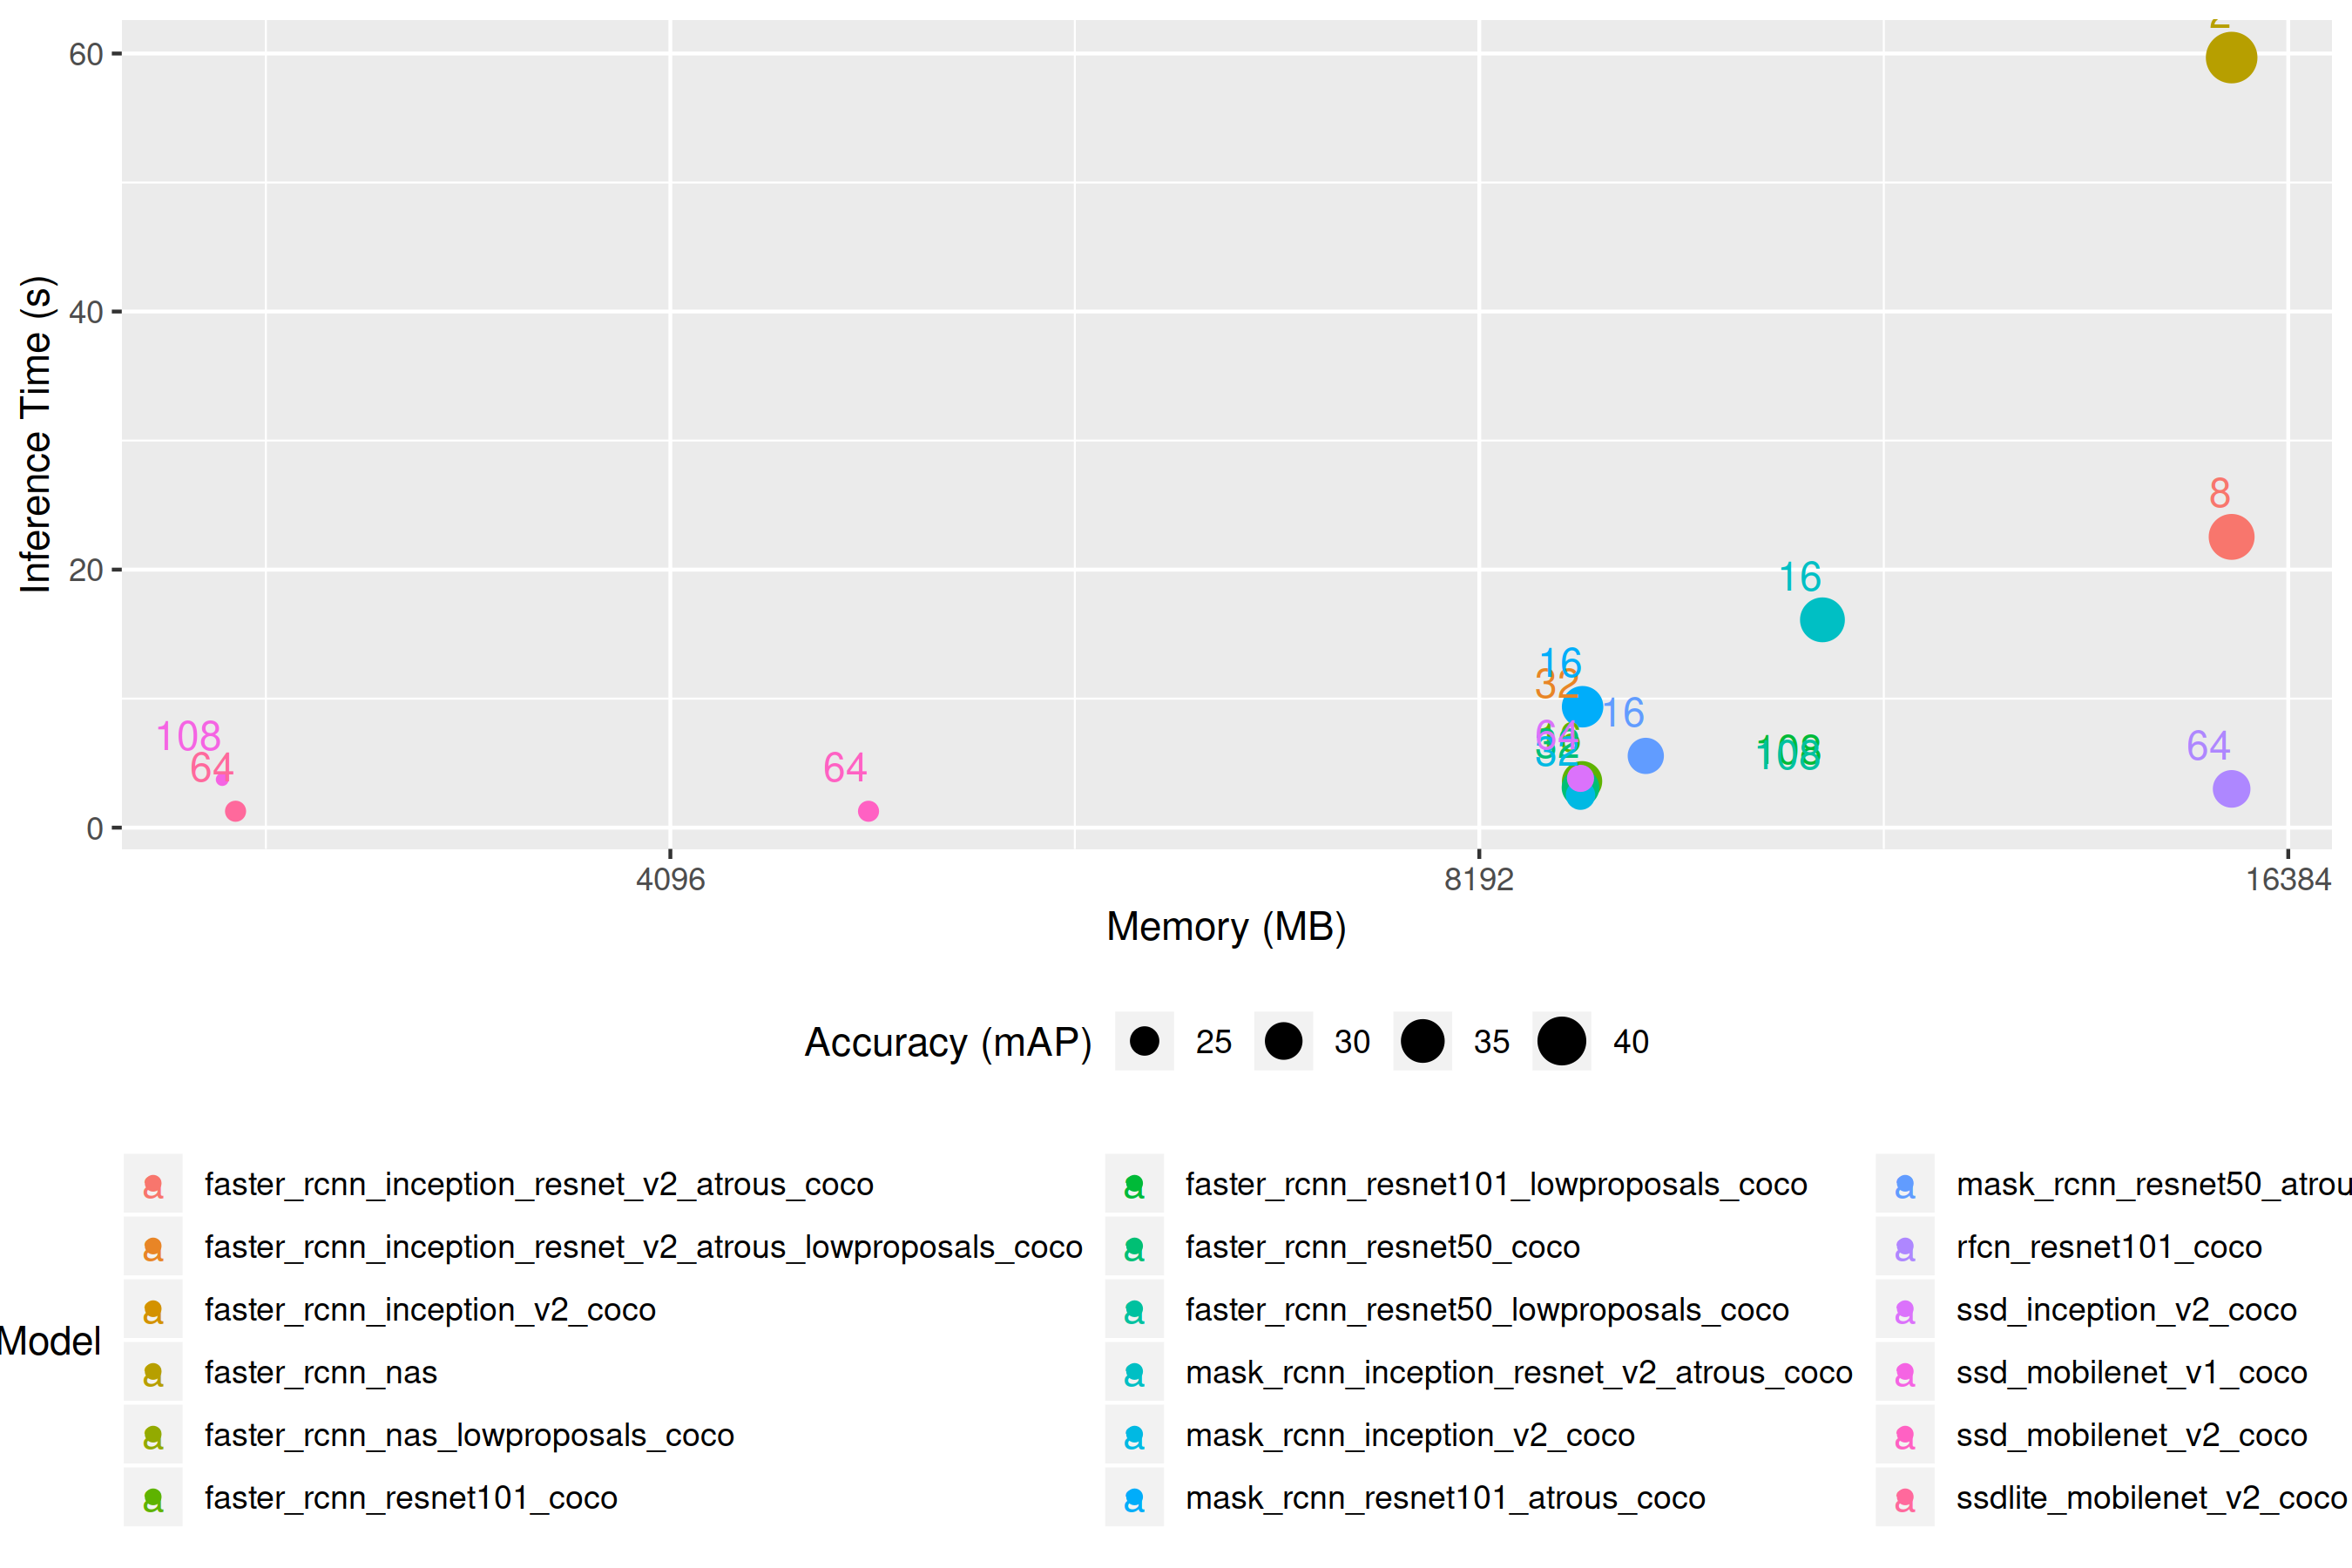 2
60
Inference Time (s)
40
8
20
16
16
32
16
108
64
64
64
108
64
0
4096
8192
16384
Memory (MB)
Accuracy (mAP)
25
30
35
40
Model
a faster_rcnn_inception_resnet_v2_atrous_coco
a faster_rcnn_inception_resnet_v2_atrous_lowproposals_coco
a faster_rcnn_inception_v2_coco
a faster_rcnn_nas
a faster_rcnn_nas_lowproposals_coco
a faster_rcnn_resnet101_coco
a faster_rcnn_resnet101_lowproposals_coco
a faster_rcnn_resnet50_coco
a faster_rcnn_resnet50_lowproposals_coco
a mask_rcnn_inception_resnet_v2_atrous_coco
a mask_rcnn_inception_v2_coco
a mask_rcnn_resnet101_atrous_coco
a mask_rcnn_resnet50_atrou
a rfcn_resnet101_coco
a ssd_inception_v2_coco
a ssd_mobilenet_v1_coco
a ssd_mobilenet_v2_coco
a ssdlite_mobilenet_v2_coco